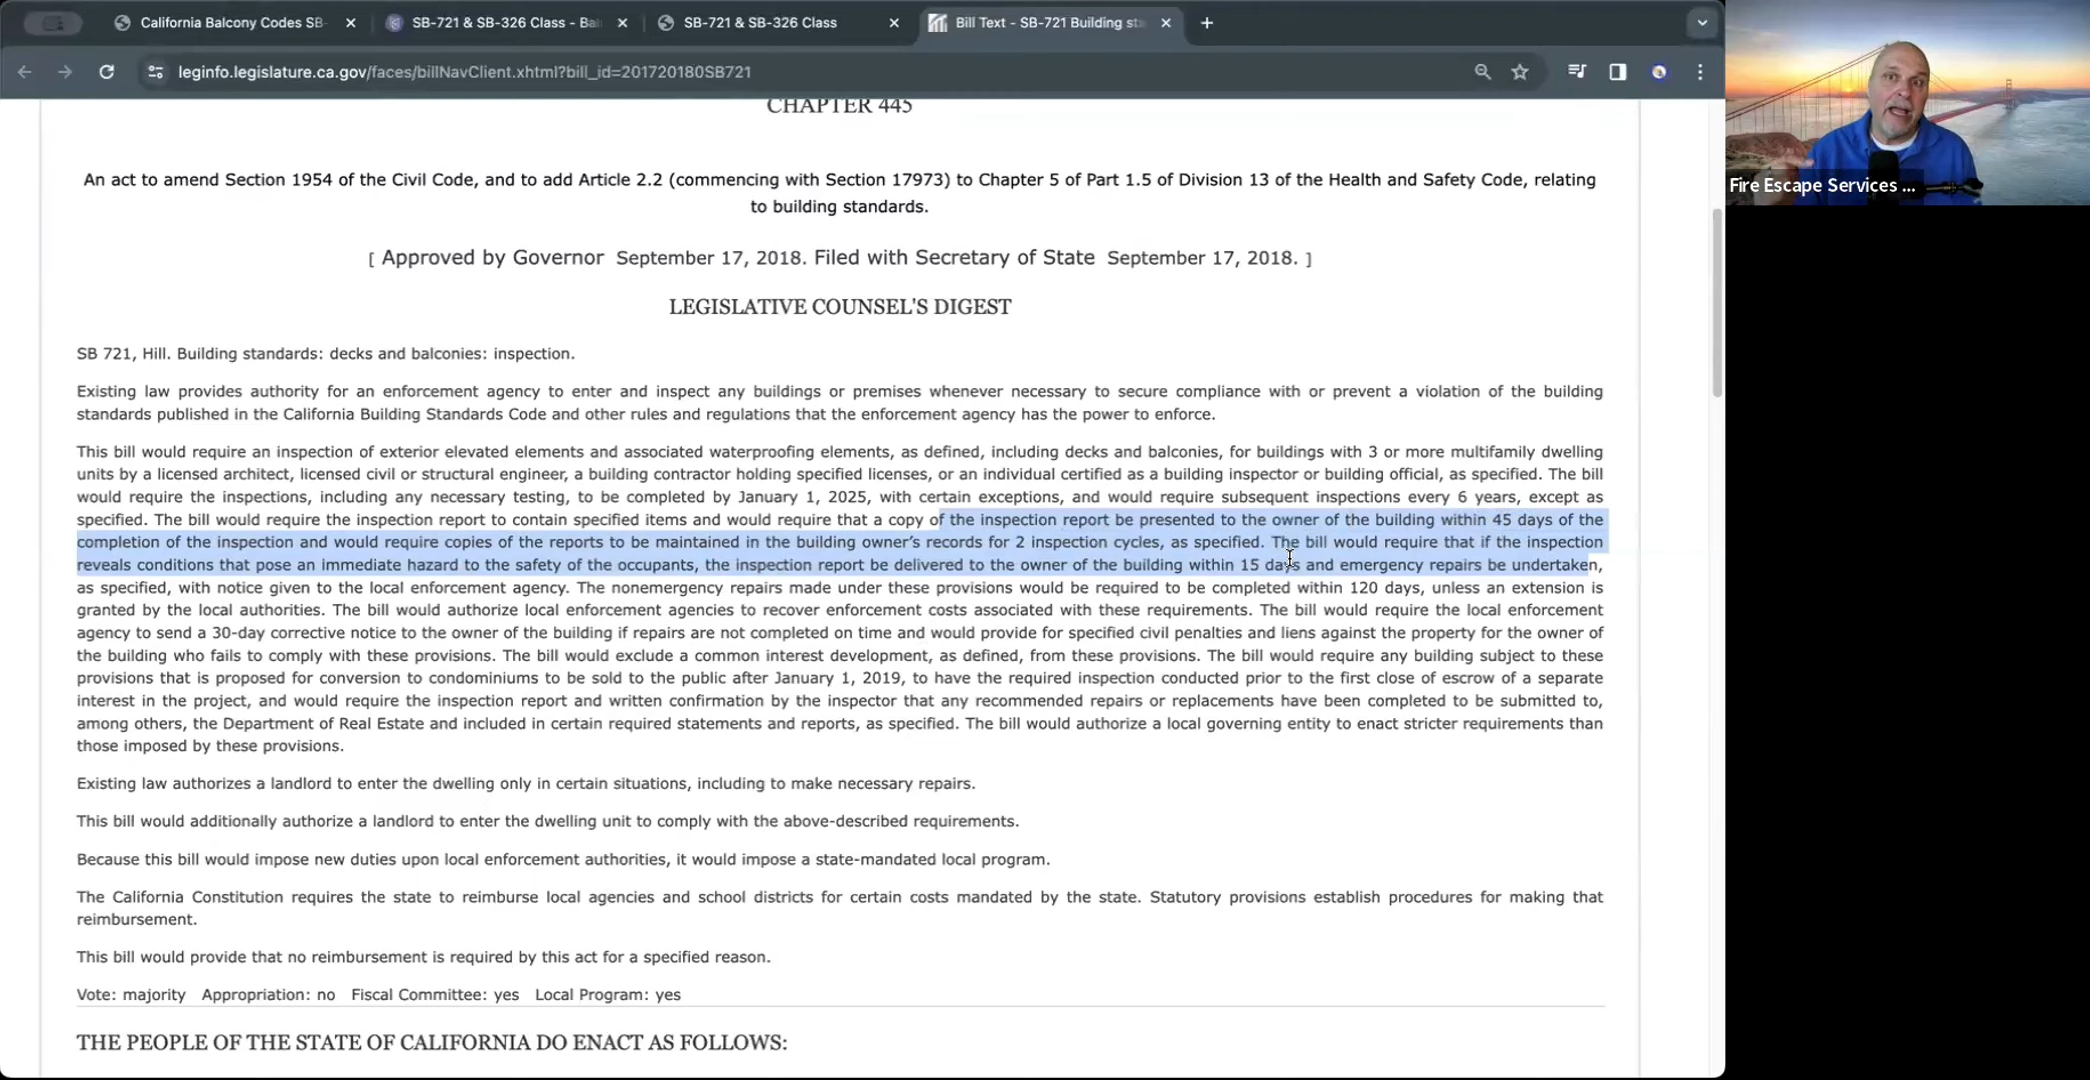 California Balcony Codes SB-
SB-721 & SB-326 Class - Bal
SB-721 & SB-326 Class
Bill Text - SB-721 Building sta
leginfo.legislature.ca.gov/faces/billNavClient.xhtml?bill_id=201720180SB721
Fire Escape Services ...
CHAPTER 445
An act to amend Section 1954 of the Civil Code, and to add Article 2.2 (commencing with Section 17973) to Chapter 5 of Part 1.5 of Division 13 of the Health and Safety Code, relating
to building standards.
[ Approved by Governor September 17, 2018. Filed with Secretary of State September 17, 2018. ]
LEGISLATIVE COUNSEL'S DIGEST
SB 721, Hill. Building standards: decks and balconies: inspection.
Existing law provides authority for an enforcement agency to enter and inspect any buildings or premises whenever necessary to secure compliance with or prevent a violation of the building
standards published in the California Building Standards Code and other rules and regulations that the enforcement agency has the power to enforce.
This bill would require an inspection of exterior elevated elements and associated waterproofing elements, as defined, including decks and balconies, for buildings with 3 or more multifamily dwelling
units by a licensed architect, licensed civil or structural engineer, a building contractor holding specified licenses, or an individual certified as a building inspector or building official, as specified. The bill
would require the inspections, including any necessary testing, to be completed by January 1, 2025, with certain exceptions, and would require subsequent inspections every 6 years, except as
specified. The bill would require the inspection report to contain specified items and would require that a copy of the inspection report be presented to the owner of the building within 45 days of the
completion of the inspection and would require copies of the reports to be maintained in the building owner's records for 2 inspection cycles, as specified. The bill would require that if the inspection
reveals conditions that pose an immediate hazard to the safety of the occupants, the inspection report be delivered to the owner of the building within 15 days and emergency repairs be undertaken,
as specified, with notice given to the local enforcement agency. The nonemergency repairs made under these provisions would be required to be completed within 120 days, unless an extension is
granted by the local authorities. The bill would authorize local enforcement agencies to recover enforcement costs associated with these requirements. The bill would require the local enforcement
agency to send a 30-day corrective notice to the owner of the building if repairs are not completed on time and would provide for specified civil penalties and liens against the property for the owner of
the building who fails to comply with these provisions. The bill would exclude a common interest development, as defined, from these provisions. The bill would require any building subject to these
provisions that is proposed for conversion to condominiums to be sold to the public after January 1, 2019, to have the required inspection conducted prior to the first close of escrow of a separate
interest in the project, and would require the inspection report and written confirmation by the inspector that any recommended repairs or replacements have been completed to be submitted to,
among others, the Department of Real Estate and included in certain required statements and reports, as specified. The bill would authorize a local governing entity to enact stricter requirements than
those imposed by these provisions.
Existing law authorizes a landlord to enter the dwelling only in certain situations, including to make necessary repairs.
This bill would additionally authorize a landlord to enter the dwelling unit to comply with the above-described requirements.
Because this bill would impose new duties upon local enforcement authorities, it would impose a state-mandated local program.
The California Constitution requires the state to reimburse local agencies and school districts for certain costs mandated by the state. Statutory provisions establish procedures for making that
reimbursement.
This bill would provide that no reimbursement is required by this act for a specified reason.
Vote: majority Appropriation: no Fiscal Committee: yes Local Program: yes
THE PEOPLE OF THE STATE OF CALIFORNIA DO ENACT AS FOLLOWS: